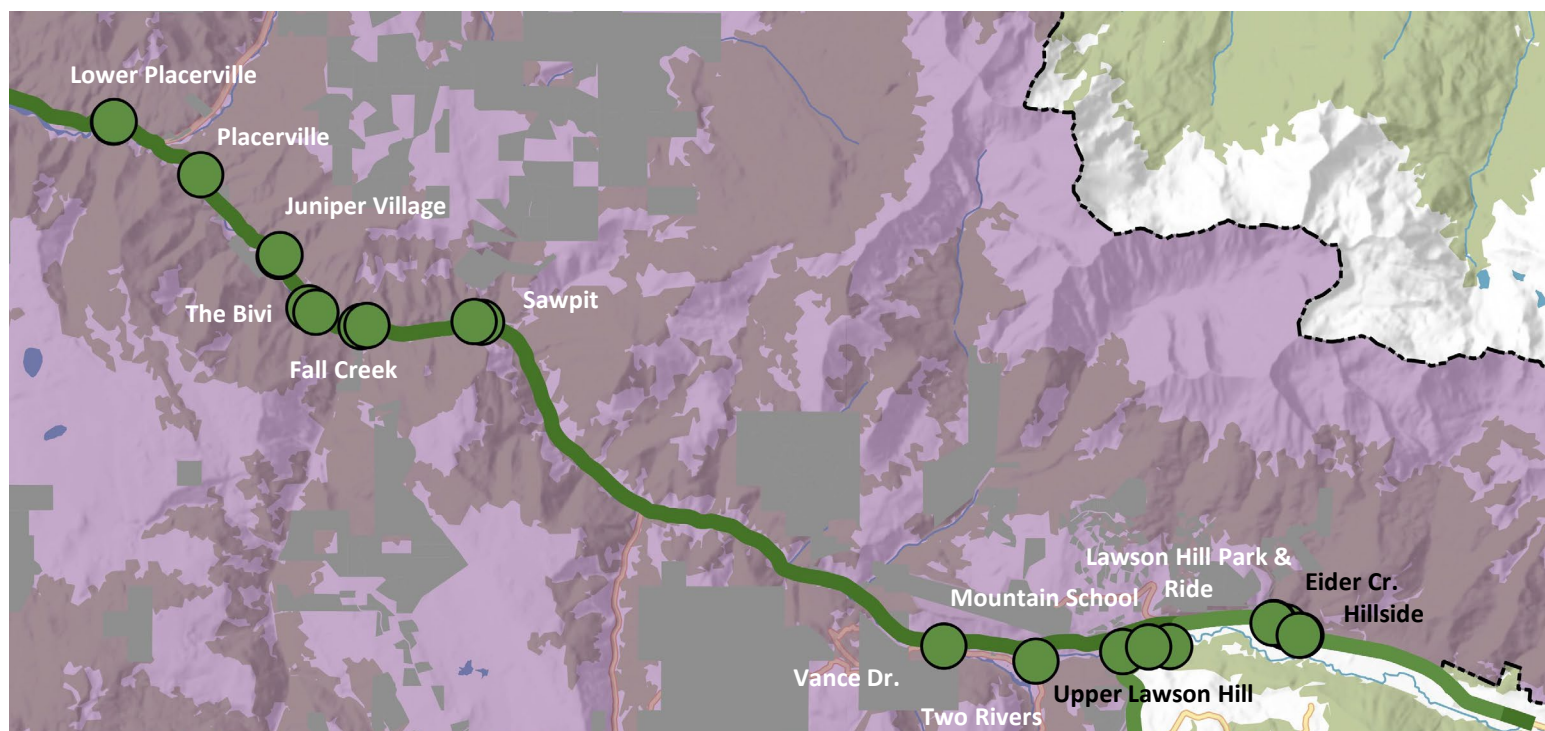 Lower Placerville
Placerville
Juniper Village
The Bivi
Sawpit
Fall Creek
Lawson Hill Park &
Ride
Mountain School
Eider Cr.
Hillside
Vance Dr.
Upper Lawson Hill
Two Rivers